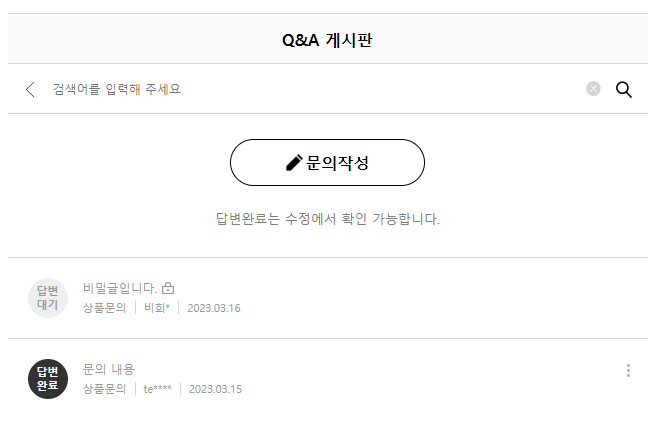 Q&A 게시판
검색어를 입력해 주세요
문의작성
답변완료는 수정에서 확인 가능합니다.
답변
대기
비밀글입니다.
상품문의 비회* 2023.03.16
답변
완료
문의 내용
상품문의 te**** 2023.03.15